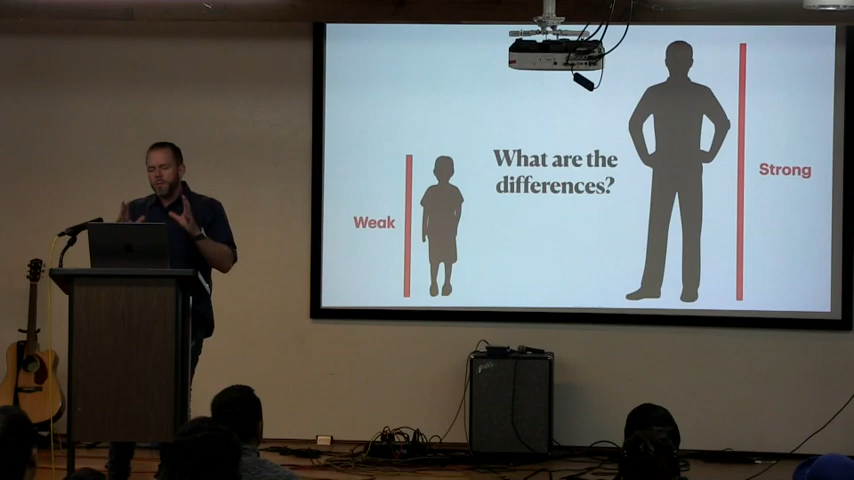 What are the
differences?
Weak
Strong